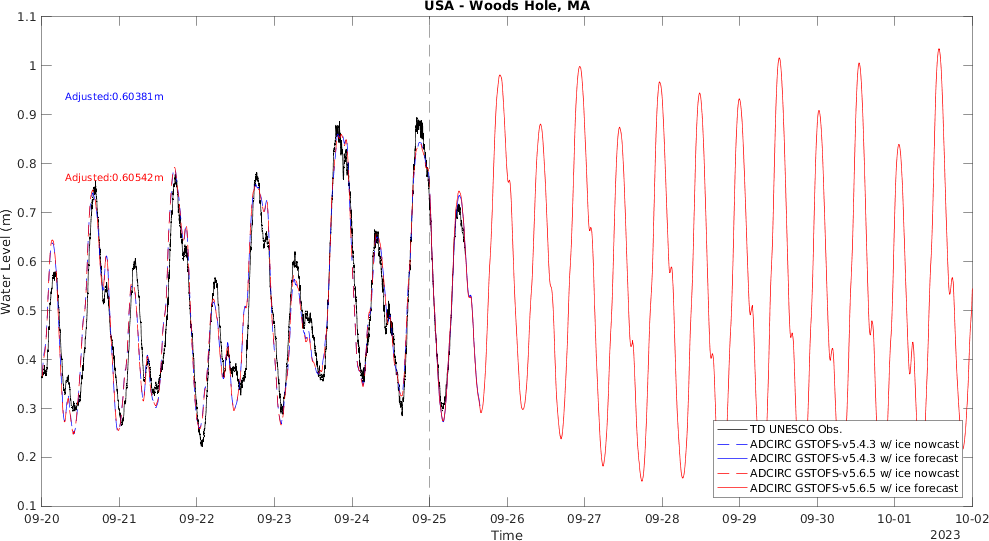 USA - Woods Hole, MA
1.1
1
0.9
0.8
0.7
0.6
0.5
0.4
0.3
0.2
0.1
Water Level (m)
Adjusted:0.60381m
Adjusted:0.60542m
TD UNESCO Obs.
ADCIRC GSTOFS-v5.4.3 w/ ice nowcast
ADCIRC GSTOFS-v5.4.3 w/ ice forecast
ADCIRC GSTOFS-v5.6.5 w/ ice nowcast
ADCIRC GSTOFS-v5.6.5 w/ ice forecast
09-20 09-21 09-22 09-23 09-24 09-25 09-26 09-27 09-28 09-29 09-30 10-01 10-02
Time
2023